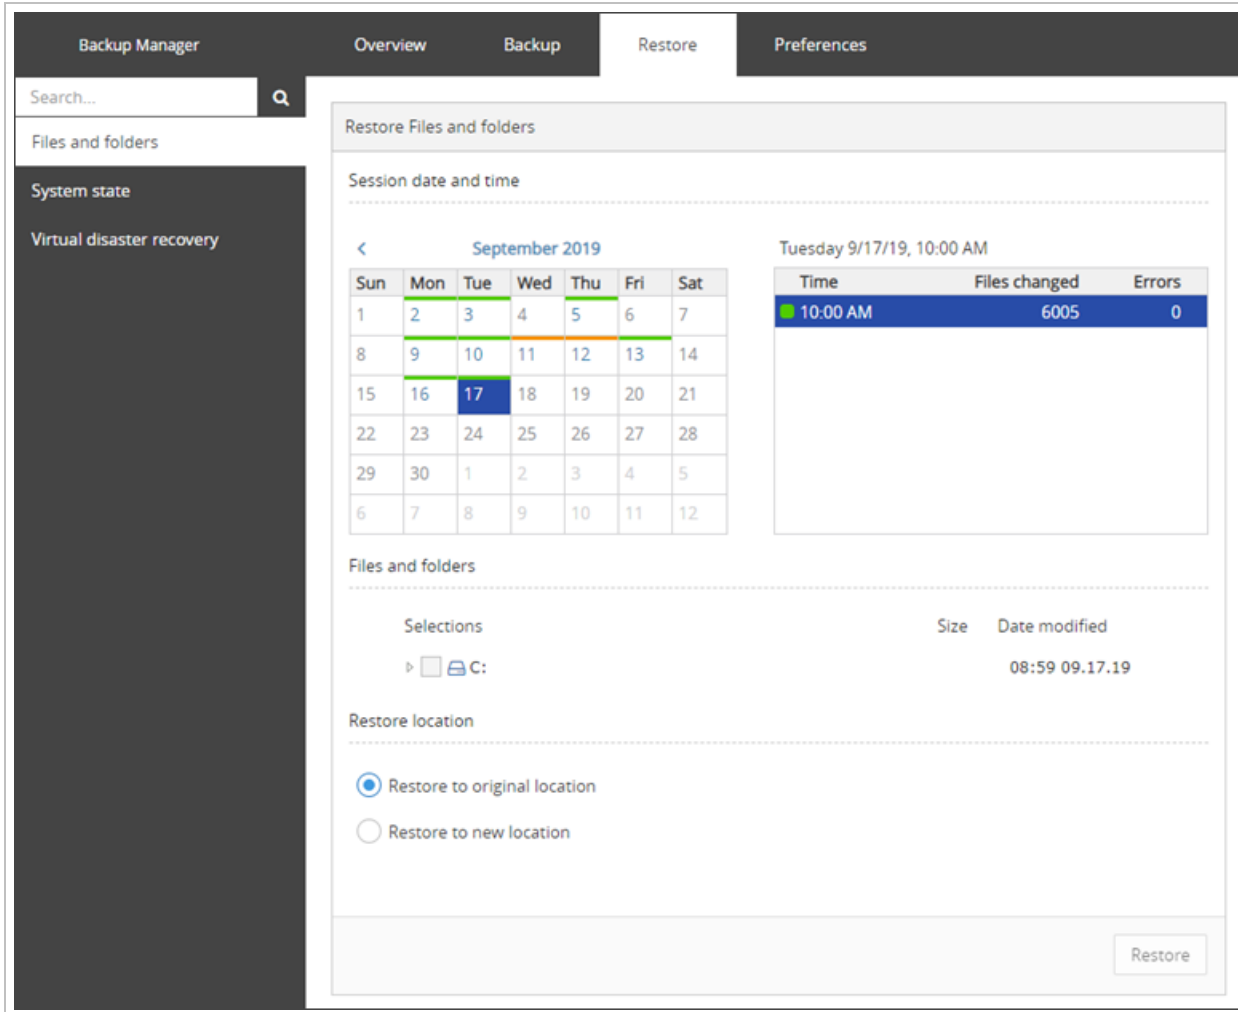 Backup Manager Overview Backup Restore Preferences
Search...
Files and folders
System state
Virtual disaster recovery
Restore Files and folders
Session date and time
September 2019
Sun Mon Tue Wed Thu Fri Sat
1 2 3 4 5 6 7
8 9 10 11 12 13 14
15 16 17 18 19 20 21
22 23 24 25 26 27 28
29 30 1 2 3 4 5
6 7 8 9 10 11 12
Tuesday 9/17/19, 10:00 AM
Time Files changed Errors
10:00 AM 6005 0
Files and folders
Selections Size Date modified
C: 08:59 09.17.19
Restore location
Restore to original location
Restore to new location
Restore